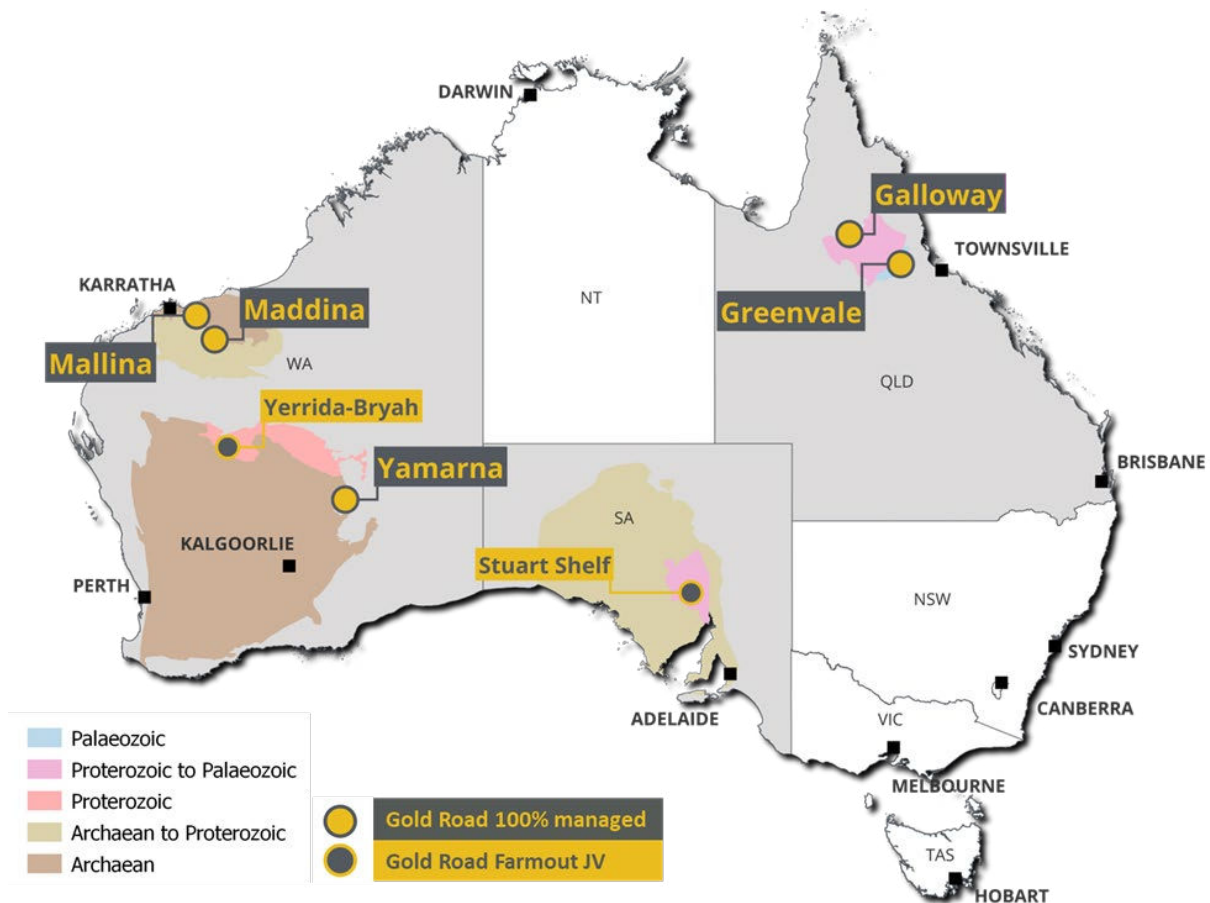 DARWIN
Galloway
TOWNSVILLE
KARRATHA
Maddina
NT
Greenvale
Mallina
WA
QLD
Yerrida-Bryah
Yamarna
BRISBANE
SA
KALGOORLIE
Stuart Shelf
PERTH
NSW
SYDNEY
ADELAIDE
CANBERRA
VIC
MELBOURNE
TAS
HOBART
Palaeozoic
Proterozoic to Palaeozoic
Proterozoic
Archaean to Proterozoic
Archaean
Gold Road 100% managed
Gold Road Farmout JV